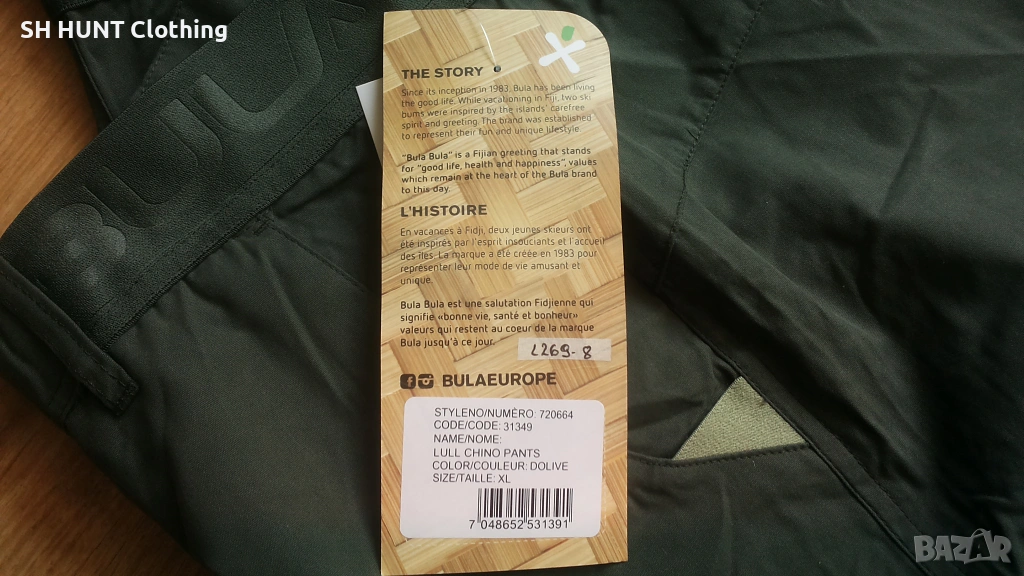 SH HUNT Clothing
BULA
THE STORY
Since its inception in 1983, Bula has been living
the good life. While vacationing in Fiji, two ski
bums were inspired by the islands' carefree
spirit and greeting. The brand was established
to represent their fun and unique lifestyle.
"Bula Bula" is a Fijian greeting that stands
for "good life, health and happiness", values
which remain at the heart of the Bula brand
to this day.
L'HISTOIRE
En vacances à Fidji, deux jeunes skieurs ont
été inspirés par l'esprit insouciants et l'accueil
des îles. La marque a été créée en 1983 pour
représenter leur mode de vie amusant et
unique.
Bula Bula est une salutation Fidjienne qui
signifie «bonne vie, santé et bonheur»
valeurs qui restent au coeur de la marque
Bula jusqu'à ce jour.
L269-8
BULAEUROPE
STYLENO/NUMÉRO: 720664
CODE/CODE: 31349
NAME/NOME:
LULL CHINO PANTS
COLOR/COULEUR: DOLIVE
SIZE/TAILLE: XL
7 048652 531391
BAZAR